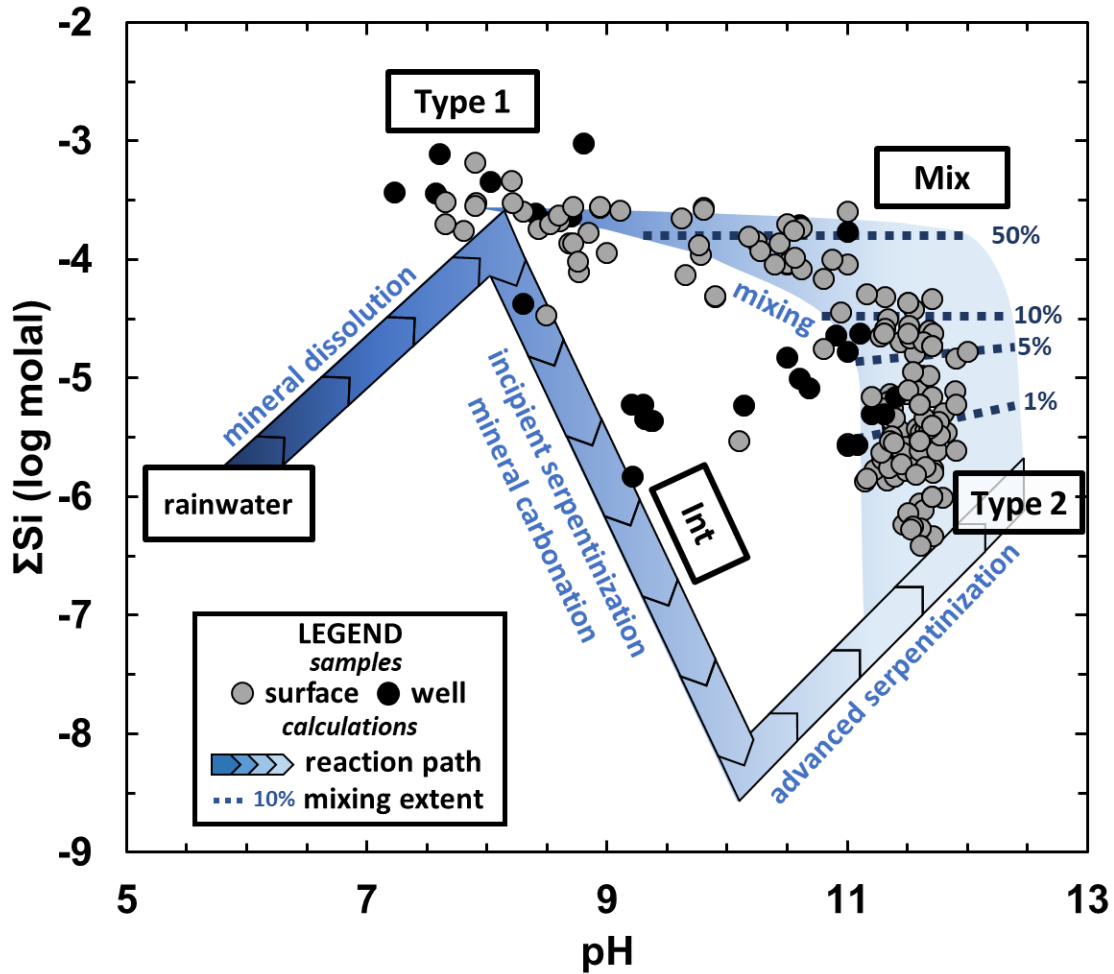 -2
-3
-4
-5
-6
-7
-8
-9
ΣSi (log molal)
5
7
9
11
13
pH
Type 1
Mix
50%
10%
5%
1%
mixing
mineral dissolution
rainwater
incipient serpentinization
mineral carbonation
Int
Type 2
advanced serpentinization
LEGEND
samples
surface well
calculations
reaction path
10% mixing extent